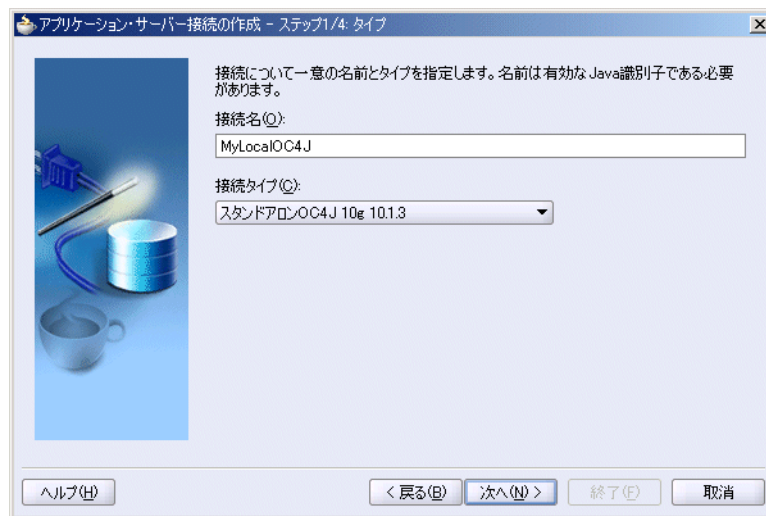 アプリケーション・サーバー接続の作成 - ステップ1/4: タイプ
接続について一意の名前とタイプを指定します。名前は有効なJava識別子である必要
があります。
接続名(O):
MyLocalOC4J
接続タイプ(C):
スタンドアロンOC4J 10g 10.1.3
ヘルプ(H)
< 戻る(B)
次へ(N) >
終了(F)
取消